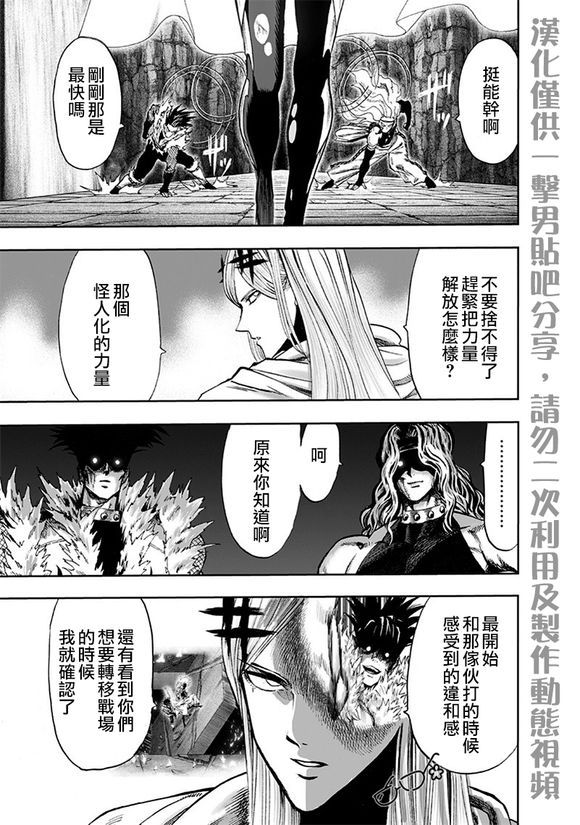 挺能幹啊
剛剛那是
最快嗎
不要捨不得了
趕緊把力量
解放怎麼樣?
那個
怪人化的力量
………………
呵
原來你知道啊
最開始
和那傢伙打的時候
感受到的違和感
還有看到你們
想要轉移戰場
的時候
我就確認了
漢化僅供一擊男貼吧分享，請勿二次利用及製作動態視頻